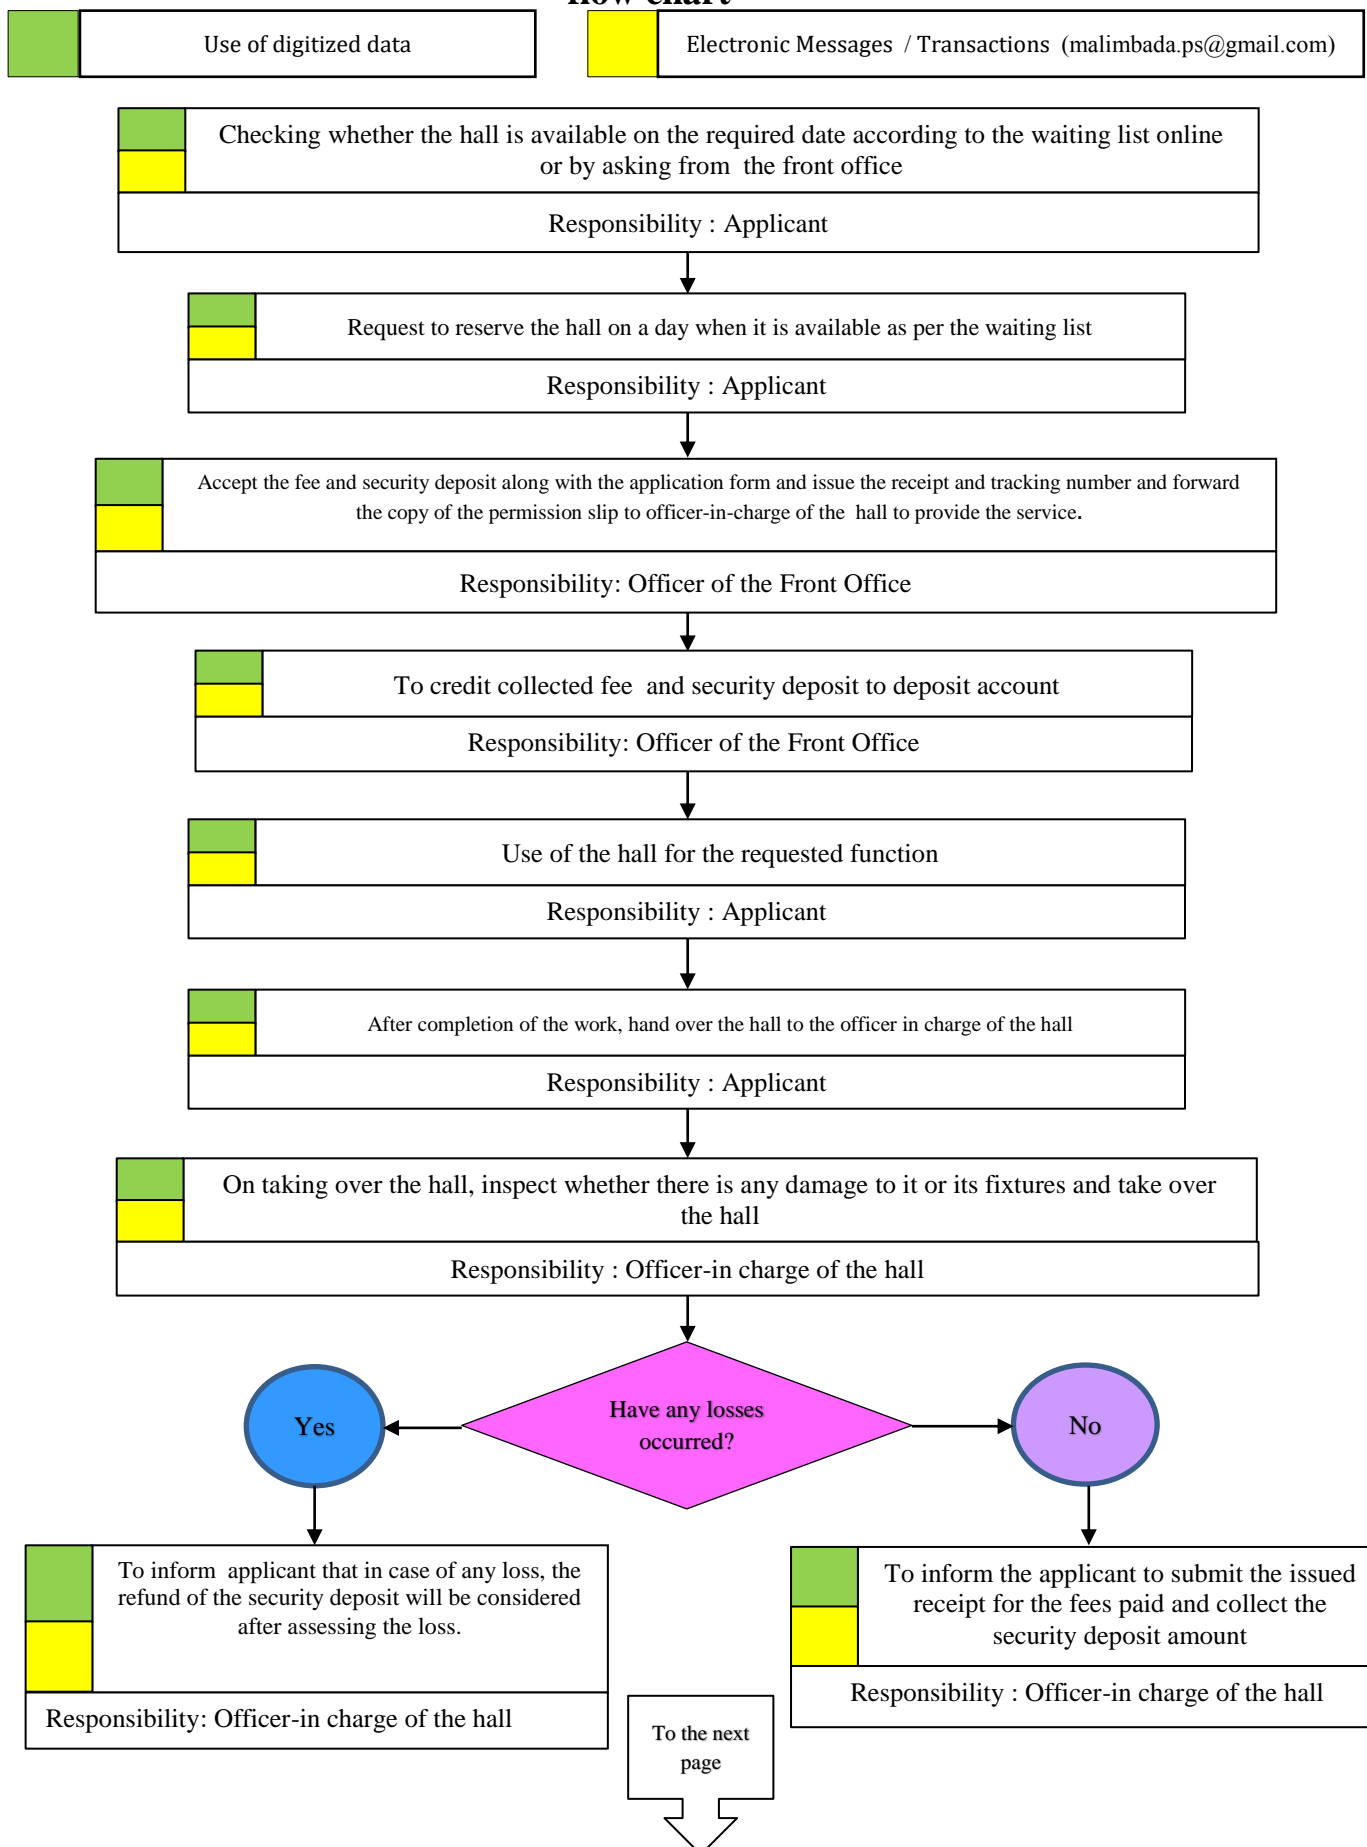 Use of digitized data
Electronic Messages / Transactions (malimbada.ps@gmail.com)
Checking whether the hall is available on the required date according to the waiting list online
or by asking from the front office
Responsibility : Applicant
Request to reserve the hall on a day when it is available as per the waiting list
Responsibility : Applicant
Accept the fee and security deposit along with the application form and issue the receipt and tracking number and forward
the copy of the permission slip to officer-in-charge of the hall to provide the service.
Responsibility: Officer of the Front Office
To credit collected fee and security deposit to deposit account
Responsibility: Officer of the Front Office
Use of the hall for the requested function
Responsibility : Applicant
After completion of the work, hand over the hall to the officer in charge of the hall
Responsibility : Applicant
On taking over the hall, inspect whether there is any damage to it or its fixtures and take over
the hall
Responsibility : Officer-in charge of the hall
Have any losses
occurred?
Yes
No
To inform applicant that in case of any loss, the
refund of the security deposit will be considered
after assessing the loss.
Responsibility: Officer-in charge of the hall
To inform the applicant to submit the issued
receipt for the fees paid and collect the
security deposit amount
Responsibility : Officer-in charge of the hall
To the next
page